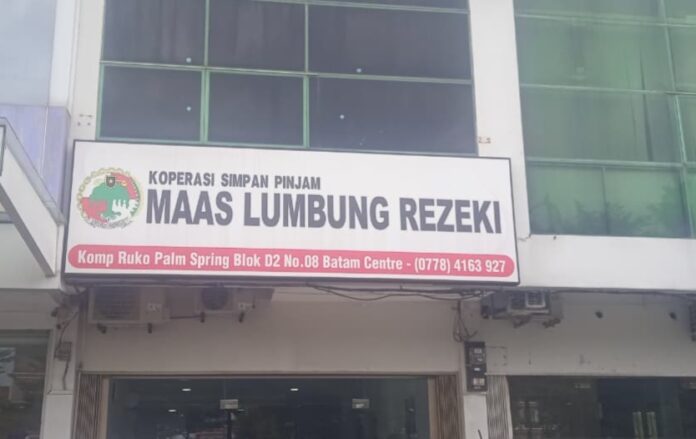 KOPERASI SIMPAN PINJAM
MAAS LUMBUNG REZEKI
Komp Ruko Palm Spring Blok D2 No.08 Batam Centre - (0778) 4163 927